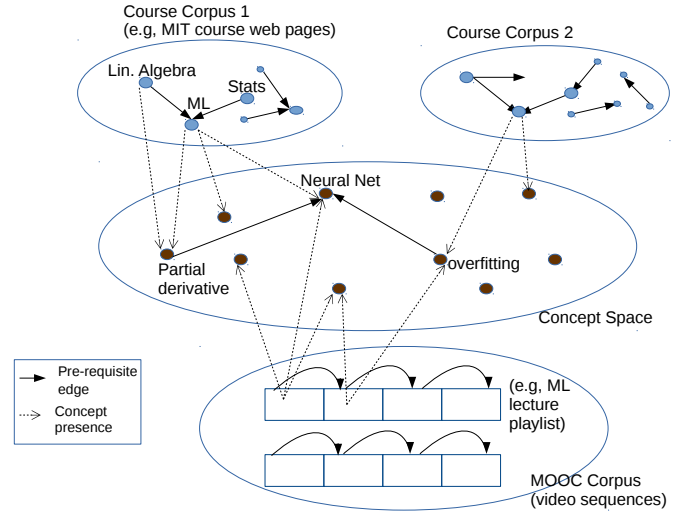 Course Corpus 1
(e.g, MIT course web pages)
Course Corpus 2
Lin. Algebra
Stats
ML
Neural Net
Partial
derivative
overfitting
Concept Space
Pre-requisite
edge
Concept
presence
(e.g, ML
lecture
playlist)
MOOC Corpus
(video sequences)